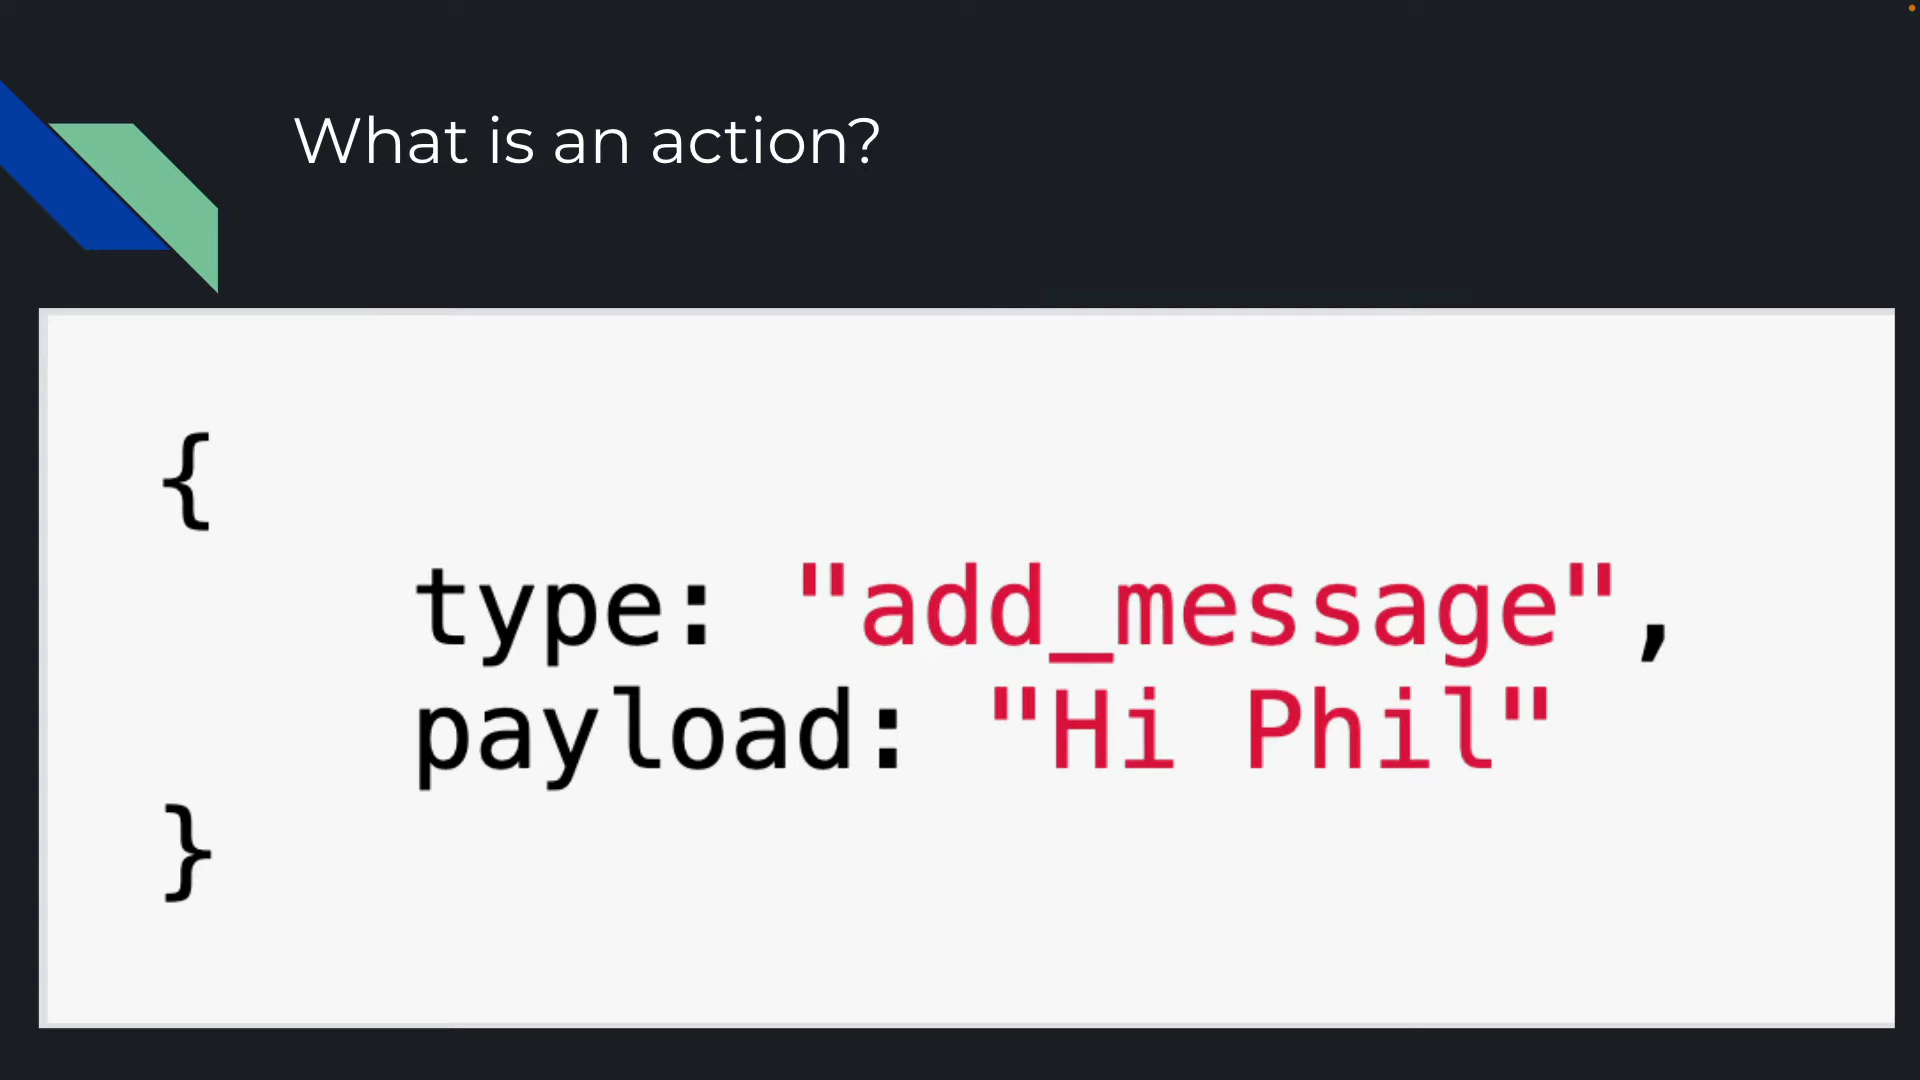 What is an action?
{
type: "add_message",
payload: "Hi Phil"
}